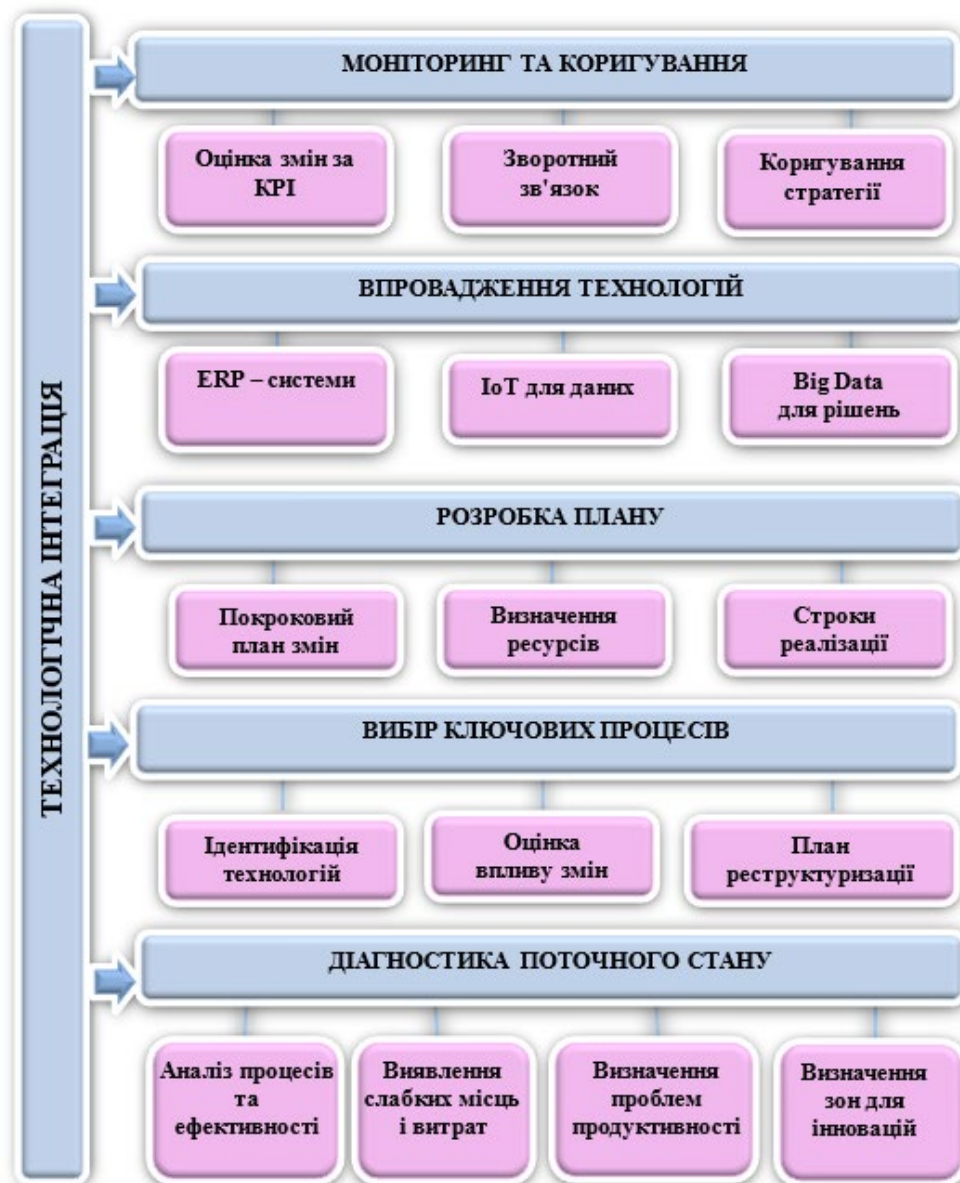 ТЕХНОЛОГІЧНА ІНТЕГРАЦІЯ
МОНІТОРИНГ ТА КОРИГУВАННЯ
Оцінка змін за
КРІ
Зворотний
зв'язок
Коригування
стратегії
ВПРОВАДЖЕННЯ ТЕХНОЛОГІЙ
ERP – системи
ІоТ для даних
Big Data
для рішень
РОЗРОБКА ПЛАНУ
Покроковий
план змін
Визначення
ресурсів
Строки
реалізації
ВИБІР КЛЮЧОВИХ ПРОЦЕСІВ
Ідентифікація
технологій
Оцінка
впливу змін
План
реструктуризації
ДІАГНОСТИКА ПОТОЧНОГО СТАНУ
Аналіз процесів
та
ефективності
Виявлення
слабких місць
і витрат
Визначення
проблем
продуктивності
Визначення
зон для
інновацій